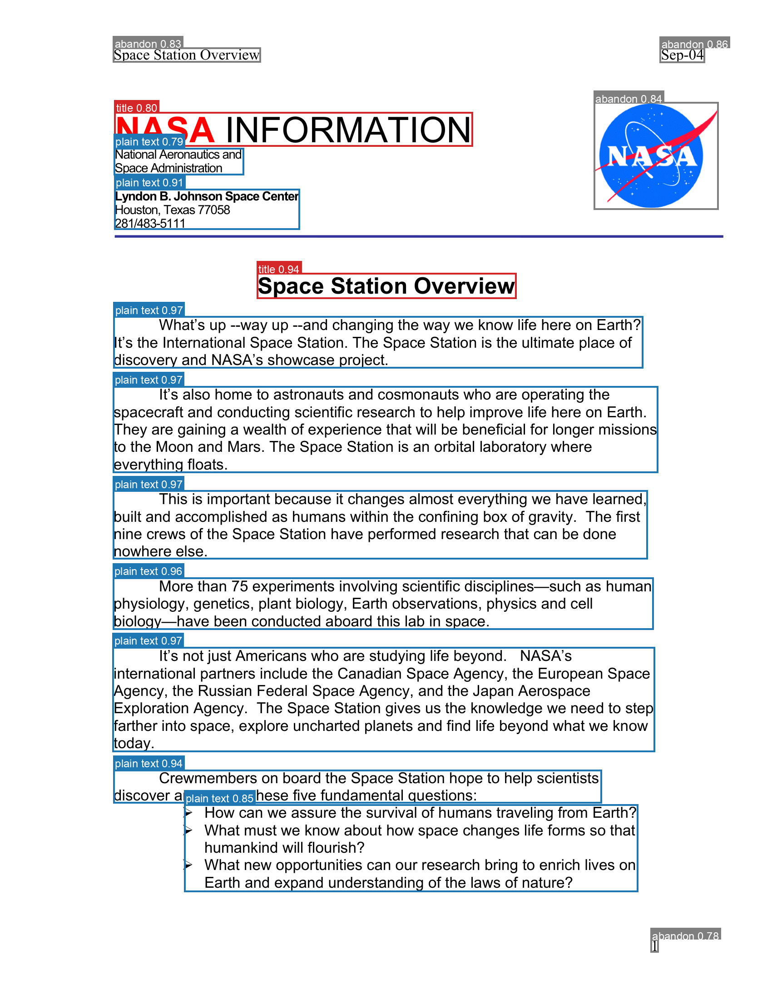 abandon 0.83
Space Station Overview
abandon 0.86
Sep-04
title 0.80
NASA INFORMATION
abandon 0.84
NASA
plain text 0.79
National Aeronautics and
Space Administration
plain text 0.91
Lyndon B. Johnson Space Center
Houston, Texas 77058
281/483-5111
title 0.94
Space Station Overview
plain text 0.97
What’s up --way up --and changing the way we know life here on Earth?
It’s the International Space Station. The Space Station is the ultimate place of
discovery and NASA’s showcase project.
plain text 0.97
It’s also home to astronauts and cosmonauts who are operating the
spacecraft and conducting scientific research to help improve life here on Earth.
They are gaining a wealth of experience that will be beneficial for longer missions
to the Moon and Mars. The Space Station is an orbital laboratory where
everything floats.
plain text 0.97
This is important because it changes almost everything we have learned,
built and accomplished as humans within the confining box of gravity.  The first
nine crews of the Space Station have performed research that can be done
nowhere else.
plain text 0.96
More than 75 experiments involving scientific disciplines—such as human
physiology, genetics, plant biology, Earth observations, physics and cell
biology—have been conducted aboard this lab in space.
plain text 0.97
It’s not just Americans who are studying life beyond.   NASA’s
international partners include the Canadian Space Agency, the European Space
Agency, the Russian Federal Space Agency, and the Japan Aerospace
Exploration Agency.  The Space Station gives us the knowledge we need to step
farther into space, explore uncharted planets and find life beyond what we know
today.
plain text 0.94
Crewmembers on board the Space Station hope to help scientists
discover five fundamental questions:
plain text 0.85
➢ How can we assure the survival of humans traveling from Earth?
➢ What must we know about how space changes life forms so that
humankind will flourish?
➢ What new opportunities can our research bring to enrich lives on
Earth and expand understanding of the laws of nature?
abandon 0.78
1